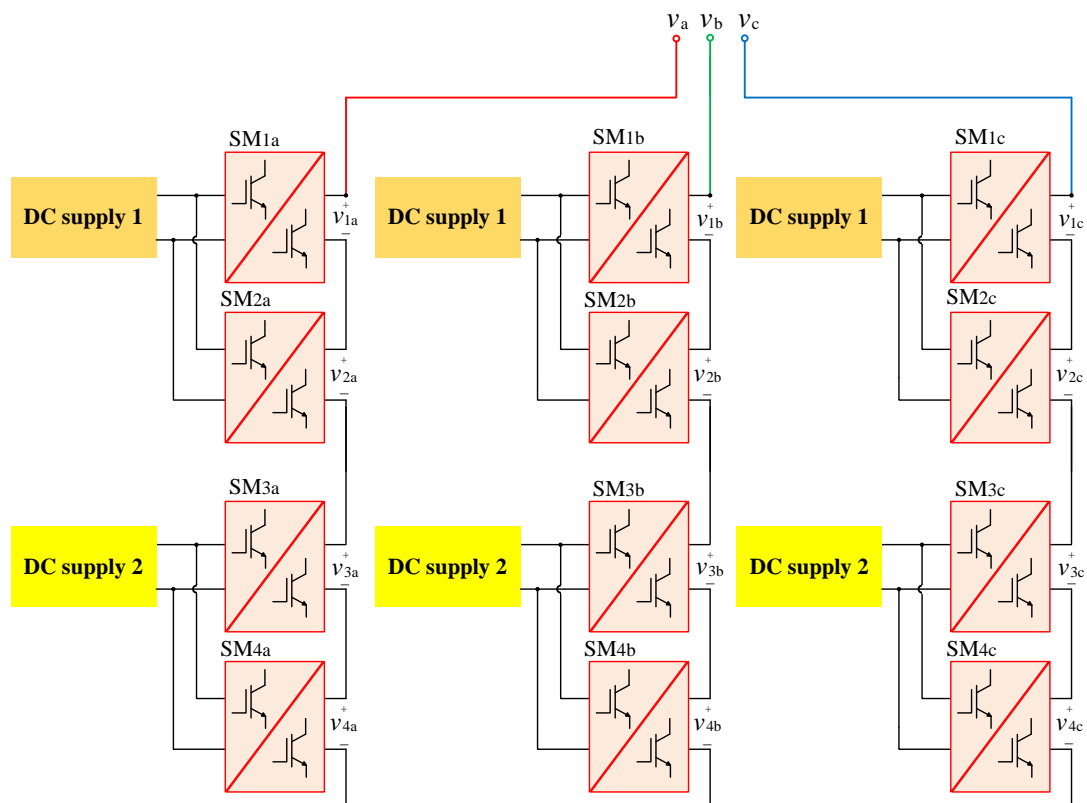 va vb vc
SM1a SM1b SM1c
DC supply 1 DC supply 1 DC supply 1
+ + +
v1a v1b v1c
− − −
SM2a SM2b SM2c
+ + +
v2a v2b v2c
− − −
SM3a SM3b SM3c
DC supply 2 DC supply 2 DC supply 2
+ + +
v3a v3b v3c
− − −
SM4a SM4b SM4c
+ + +
v4a v4b v4c
− − −